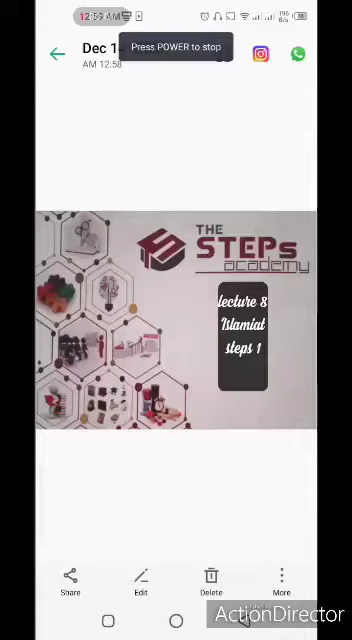 12:59 AM
196
B/s
Dec 1
AM 12:58
Press POWER to stop
THE
STEPs
academy
lecture 8
Islamiat
steps 1
Share
Edit
Delete
More
ActionDirector